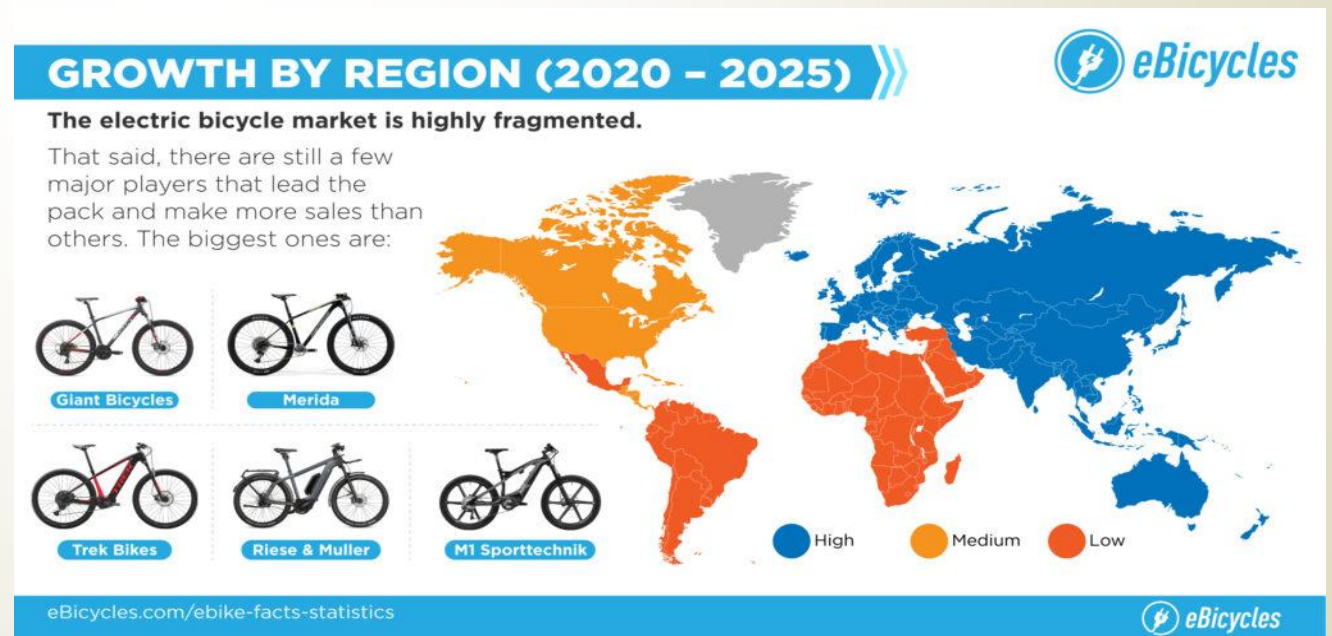 GROWTH BY REGION (2020 – 2025)
eBicycles
The electric bicycle market is highly fragmented.
That said, there are still a few
major players that lead the
pack and make more sales than
others. The biggest ones are:
Giant Bicycles
Merida
Trek Bikes
Riese & Muller
M1 Sporttechnik
High
Medium
Low
eBicycles.com/ebike-facts-statistics
eBicycles